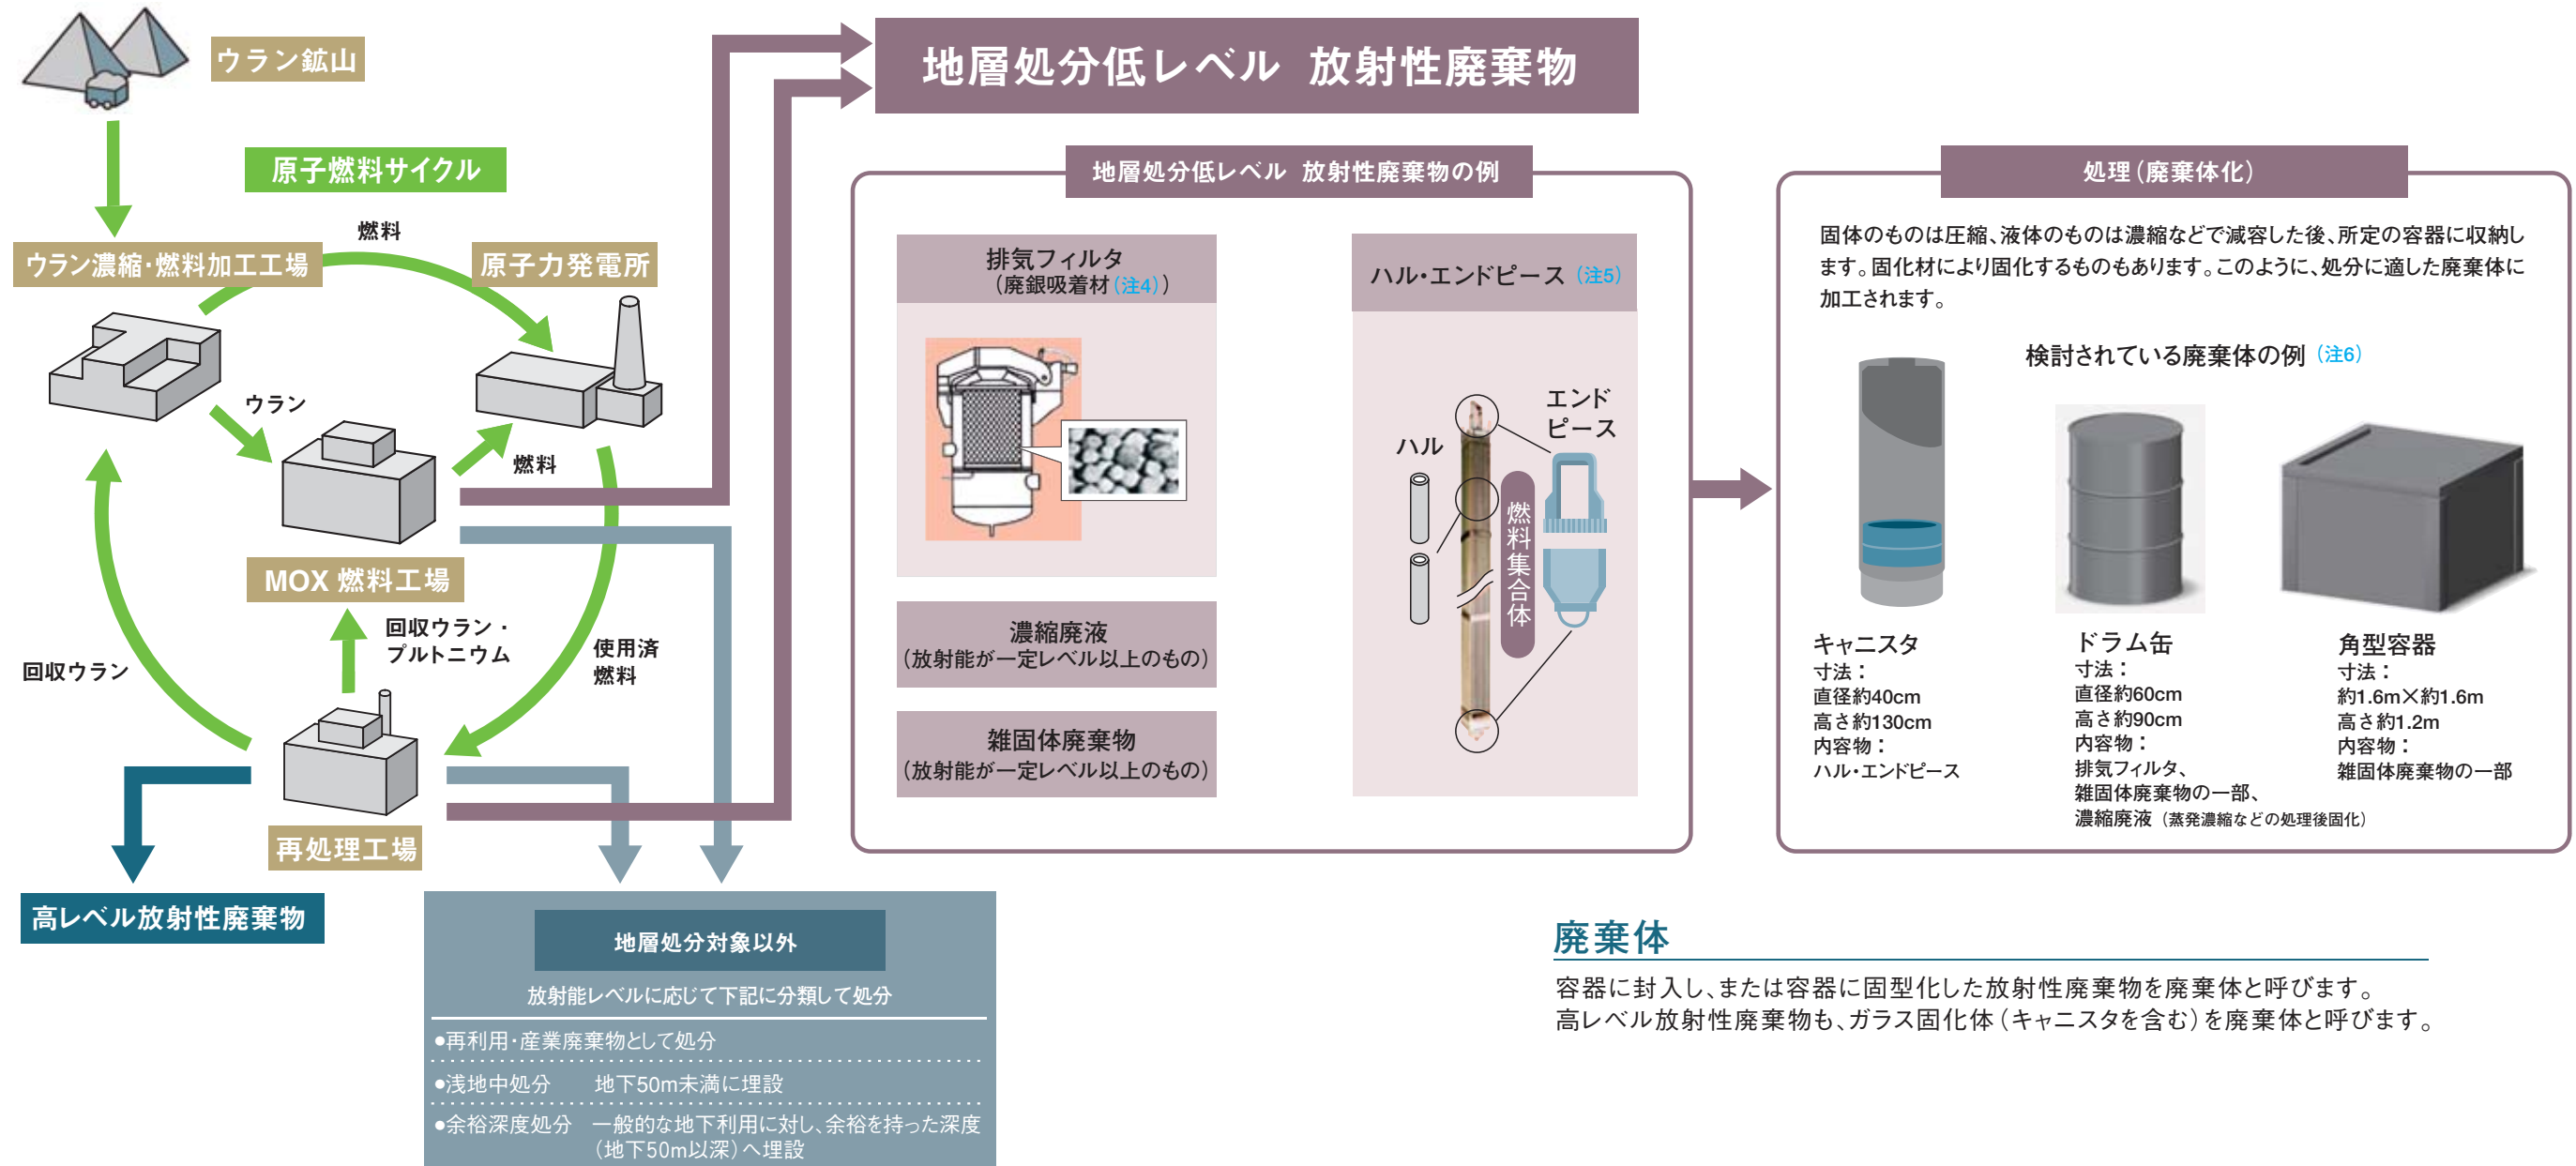 ウラン鉱山
地層処分低レベル 放射性廃棄物
原子燃料サイクル
燃料
ウラン濃縮・燃料加工工場
原子力発電所
ウラン
燃料
MOX 燃料工場
回収ウラン・
プルトニウム
使用済
燃料
回収ウラン
再処理工場
高レベル放射性廃棄物
地層処分対象以外
放射能レベルに応じて下記に分類して処分
●再利用・産業廃棄物として処分
●浅地中処分 地下50m未満に埋設
●余裕深度処分 一般的な地下利用に対し、余裕を持った深度
(地下50m以深)へ埋設
地層処分低レベル 放射性廃棄物の例
排気フィルタ
(廃銀吸着材(注4))
濃縮廃液
(放射能が一定レベル以上のもの)
雑固体廃棄物
(放射能が一定レベル以上のもの)
ハル・エンドピース (注5)
エンド
ピース
ハル
燃料集合体
処理(廃棄体化)
固体のものは圧縮、液体のものは濃縮などで減容した後、所定の容器に収納し
ます。固化材により固化するものもあります。このように、処分に適した廃棄体に
加工されます。
検討されている廃棄体の例 (注6)
キャニスタ
寸法：
直径約40cm
高さ約130cm
内容物：
ハル・エンドピース
ドラム缶
寸法：
直径約60cm
高さ約90cm
内容物：
排気フィルタ、
雑固体廃棄物の一部、
濃縮廃液 (蒸発濃縮などの処理後固化)
角型容器
寸法：
約1.6m×約1.6m
高さ約1.2m
内容物：
雑固体廃棄物の一部
廃棄体
容器に封入し、または容器に固型化した放射性廃棄物を廃棄体と呼びます。
高レベル放射性廃棄物も、ガラス固化体(キャニスタを含む)を廃棄体と呼びます。